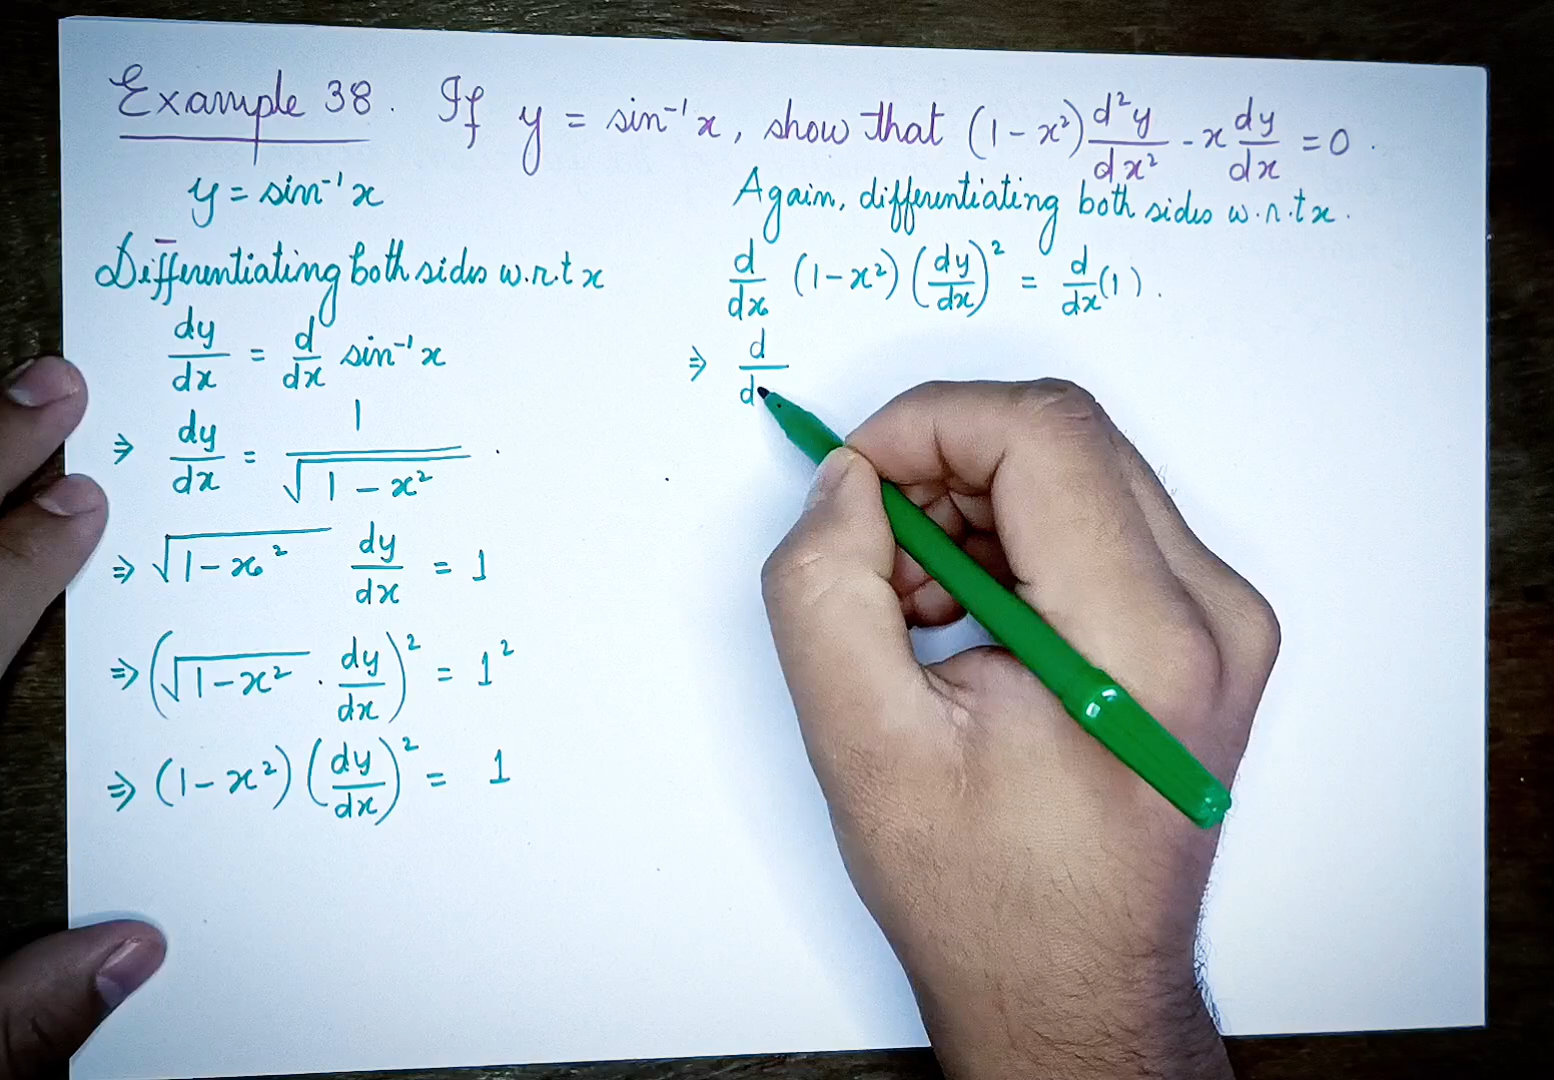 Example 38. If y = sin⁻¹x, show that (1 - x²) d²y/dx² - x dy/dx = 0.
y = sin⁻¹x
Differentiating both sides w.r.t x
dy/dx = d/dx sin⁻¹x
⇒ dy/dx = 1/√(1 - x²).
⇒ √(1 - x²) dy/dx = 1
⇒ (√(1 - x²) . dy/dx)² = 1²
⇒ (1 - x²) (dy/dx)² = 1
Again, differentiating both sides w.r.t x.
d/dx (1 - x²) (dy/dx)² = d/dx (1).
⇒ d/d